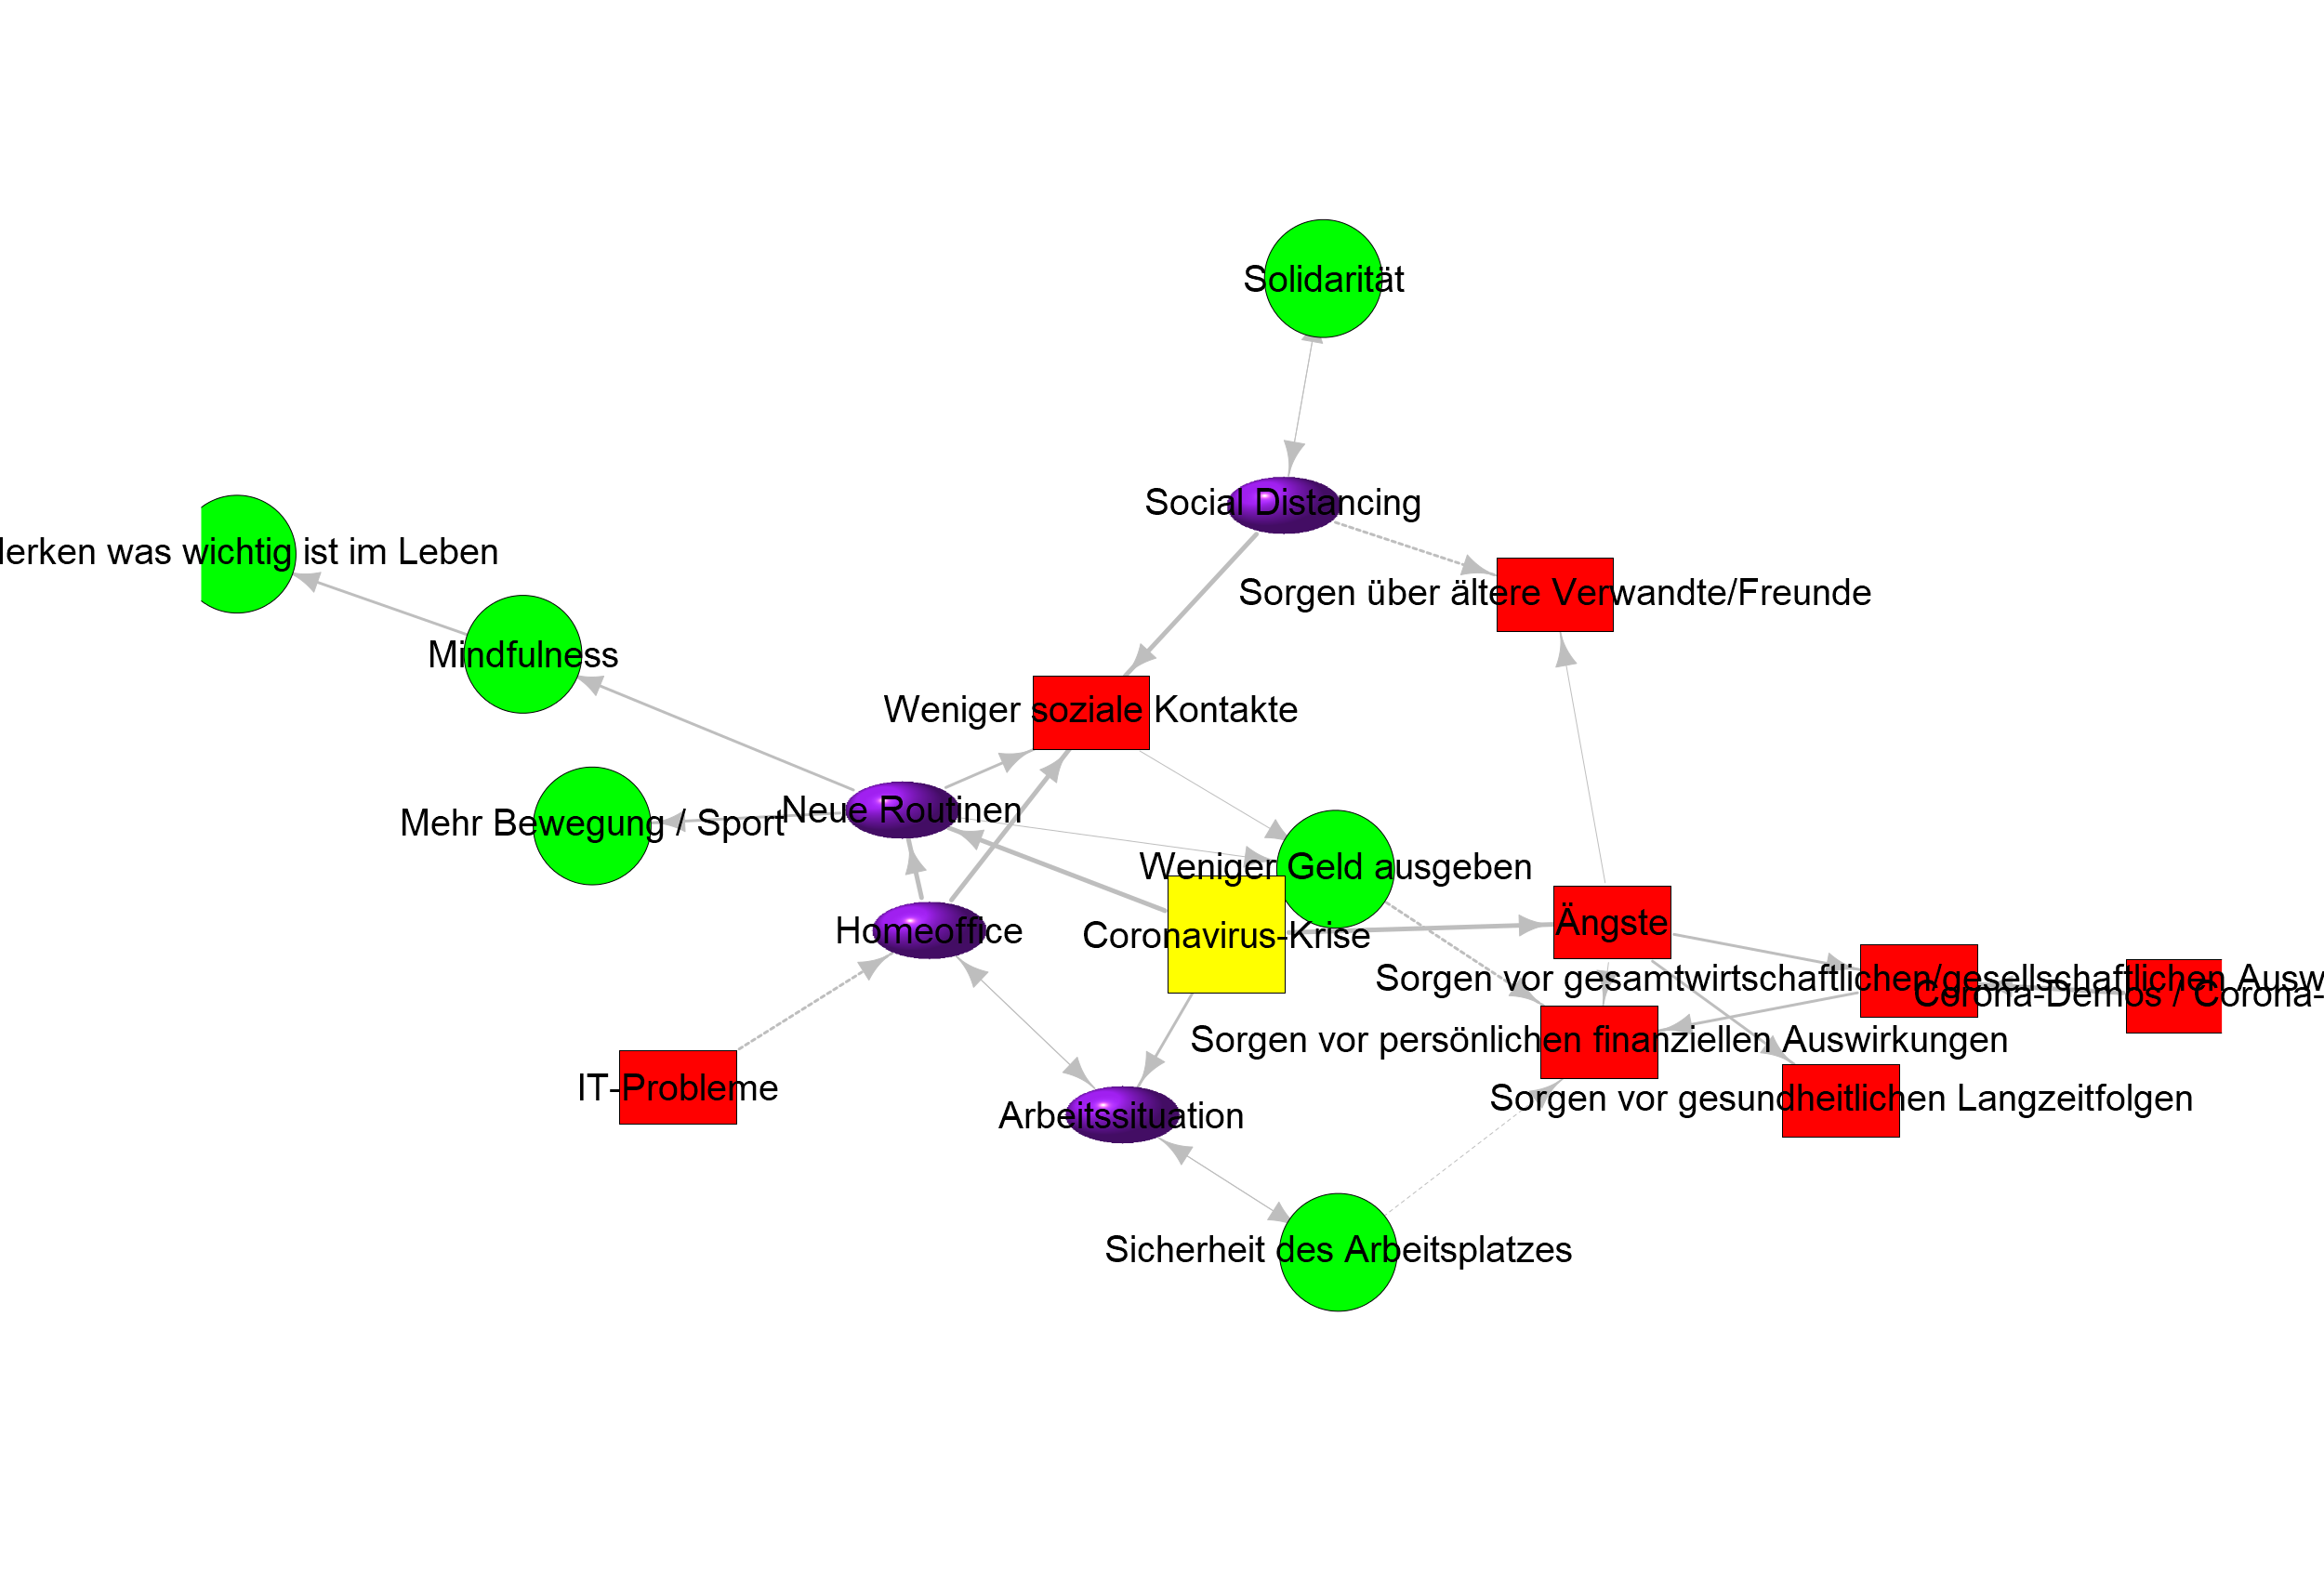 Solidarität
Social Distancing
erken was wichtig ist im Leben
Sorgen über ältere Verwandte/Freunde
Mindfulness
Weniger soziale Kontakte
Neue Routinen
Mehr Bewegung / Sport
Weniger Geld ausgeben
Ängste
Homeoffice
Coronavirus-Krise
Sorgen vor gesamtwirtschaftlichen/gesellschaftlichen Ausw
Corona-Demos / Corona-
Sorgen vor persönlichen finanziellen Auswirkungen
IT-Probleme
Sorgen vor gesundheitlichen Langzeitfolgen
Arbeitssituation
Sicherheit des Arbeitsplatzes